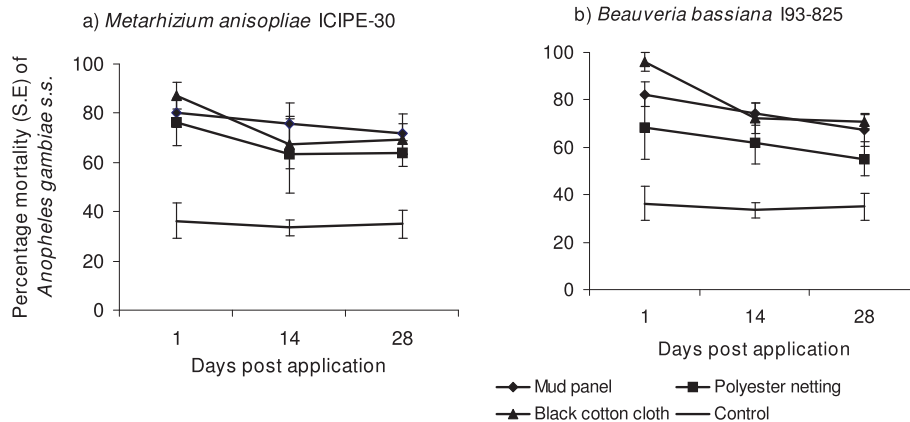 a) Metarhizium anisopliae ICIPE-30
Percentage mortality (S.E) of
Anopheles gambiae s.s.
100
80
60
40
20
0
1 14 28
Days post application
b) Beauveria bassiana I93-825
100
80
60
40
20
0
1 14 28
Days post application
Mud panel Polyester netting
Black cotton cloth Control